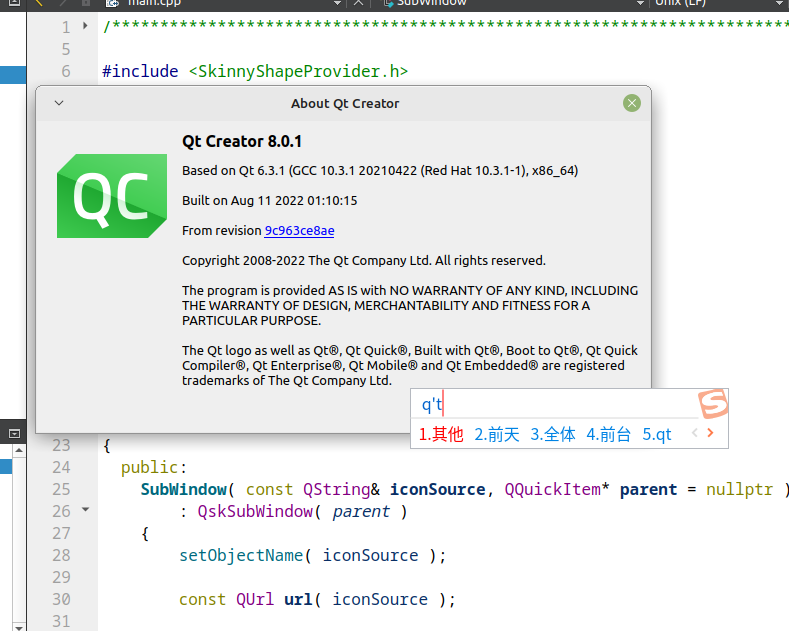 main.cpp SubWindow Unix (LF)
1 /************************************************************************
5
6 #include <SkinnyShapeProvider.h>
About Qt Creator
QC
Qt Creator 8.0.1
Based on Qt 6.3.1 (GCC 10.3.1 20210422 (Red Hat 10.3.1-1), x86_64)
Built on Aug 11 2022 01:10:15
From revision 9c963ce8ae
Copyright 2008-2022 The Qt Company Ltd. All rights reserved.
The program is provided AS IS with NO WARRANTY OF ANY KIND, INCLUDING
THE WARRANTY OF DESIGN, MERCHANTABILITY AND FITNESS FOR A
PARTICULAR PURPOSE.
The Qt logo as well as Qt®, Qt Quick®, Built with Qt®, Boot to Qt®, Qt Quick
Compiler®, Qt Enterprise®, Qt Mobile® and Qt Embedded® are registered
trademarks of The Qt Company Ltd.
q't
S
1.其他 2.前天 3.全体 4.前台 5.qt
23 {
24 public:
25 SubWindow( const QString& iconSource, QQuickItem* parent = nullptr )
26 : QskSubWindow( parent )
27 {
28 setObjectName( iconSource );
29
30 const QUrl url( iconSource );
31